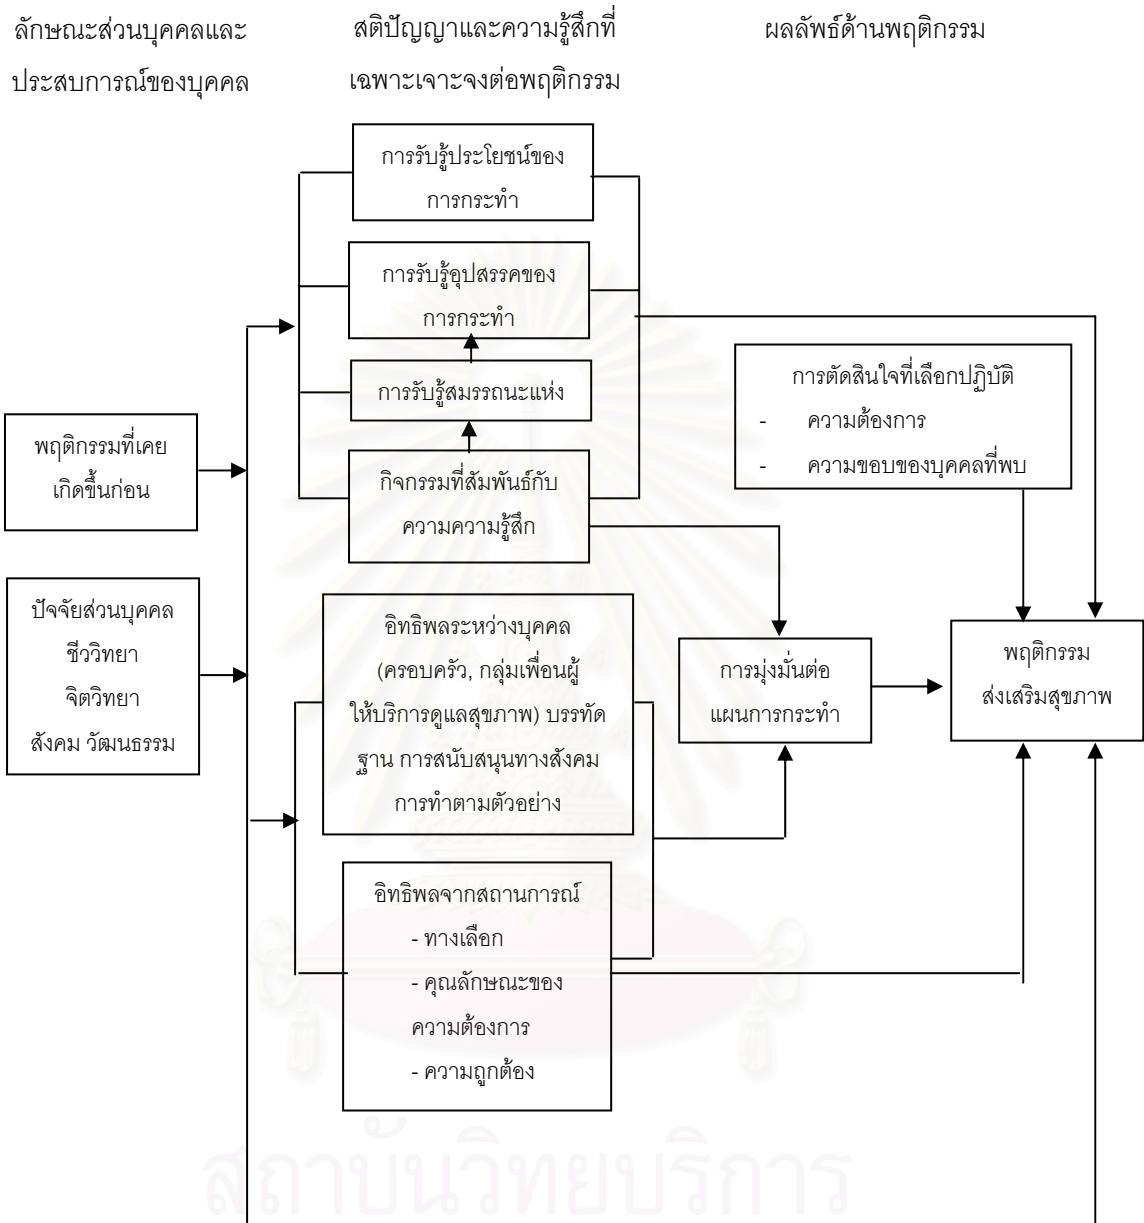 ลักษณะส่วนบุคคลและ
ประสบการณ์ของบุคคล
สติปัญญาและความรู้สึกที่
เฉพาะเจาะจงต่อพฤติกรรม
ผลลัพธ์ด้านพฤติกรรม
การรับรู้ประโยชน์ของ
การกระทำ
การรับรู้อุปสรรคของ
การกระทำ
การรับรู้สมรรถนะแห่ง
กิจกรรมที่สัมพันธ์กับ
ความความรู้สึก
พฤติกรรมที่เคย
เกิดขึ้นก่อน
ปัจจัยส่วนบุคคล
ชีววิทยา
จิตวิทยา
สังคม วัฒนธรรม
อิทธิพลระหว่างบุคคล
(ครอบครัว, กลุ่มเพื่อนผู้
ให้บริการดูแลสุขภาพ) บรรทัด
ฐาน การสนับสนุนทางสังคม
การทำตามตัวอย่าง
อิทธิพลจากสถานการณ์
- ทางเลือก
- คุณลักษณะของ
ความต้องการ
- ความถูกต้อง
การตัดสินใจที่เลือกปฏิบัติ
- ความต้องการ
- ความขอบของบุคคลที่พบ
การมุ่งมั่นต่อ
แผนการกระทำ
พฤติกรรม
ส่งเสริมสุขภาพ
สถาบันวิทยบริการ